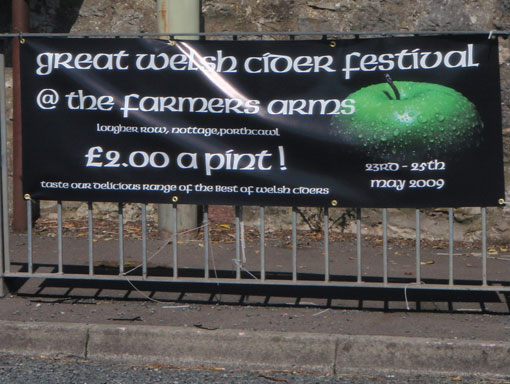 Great Welsh Cider Festival
@ the Farmers Arms
Lougher Row, Nottage,Porthcawl
£2.00 a pint !
23rd - 25th
May 2009
Taste our delicious range of the Best of Welsh ciders